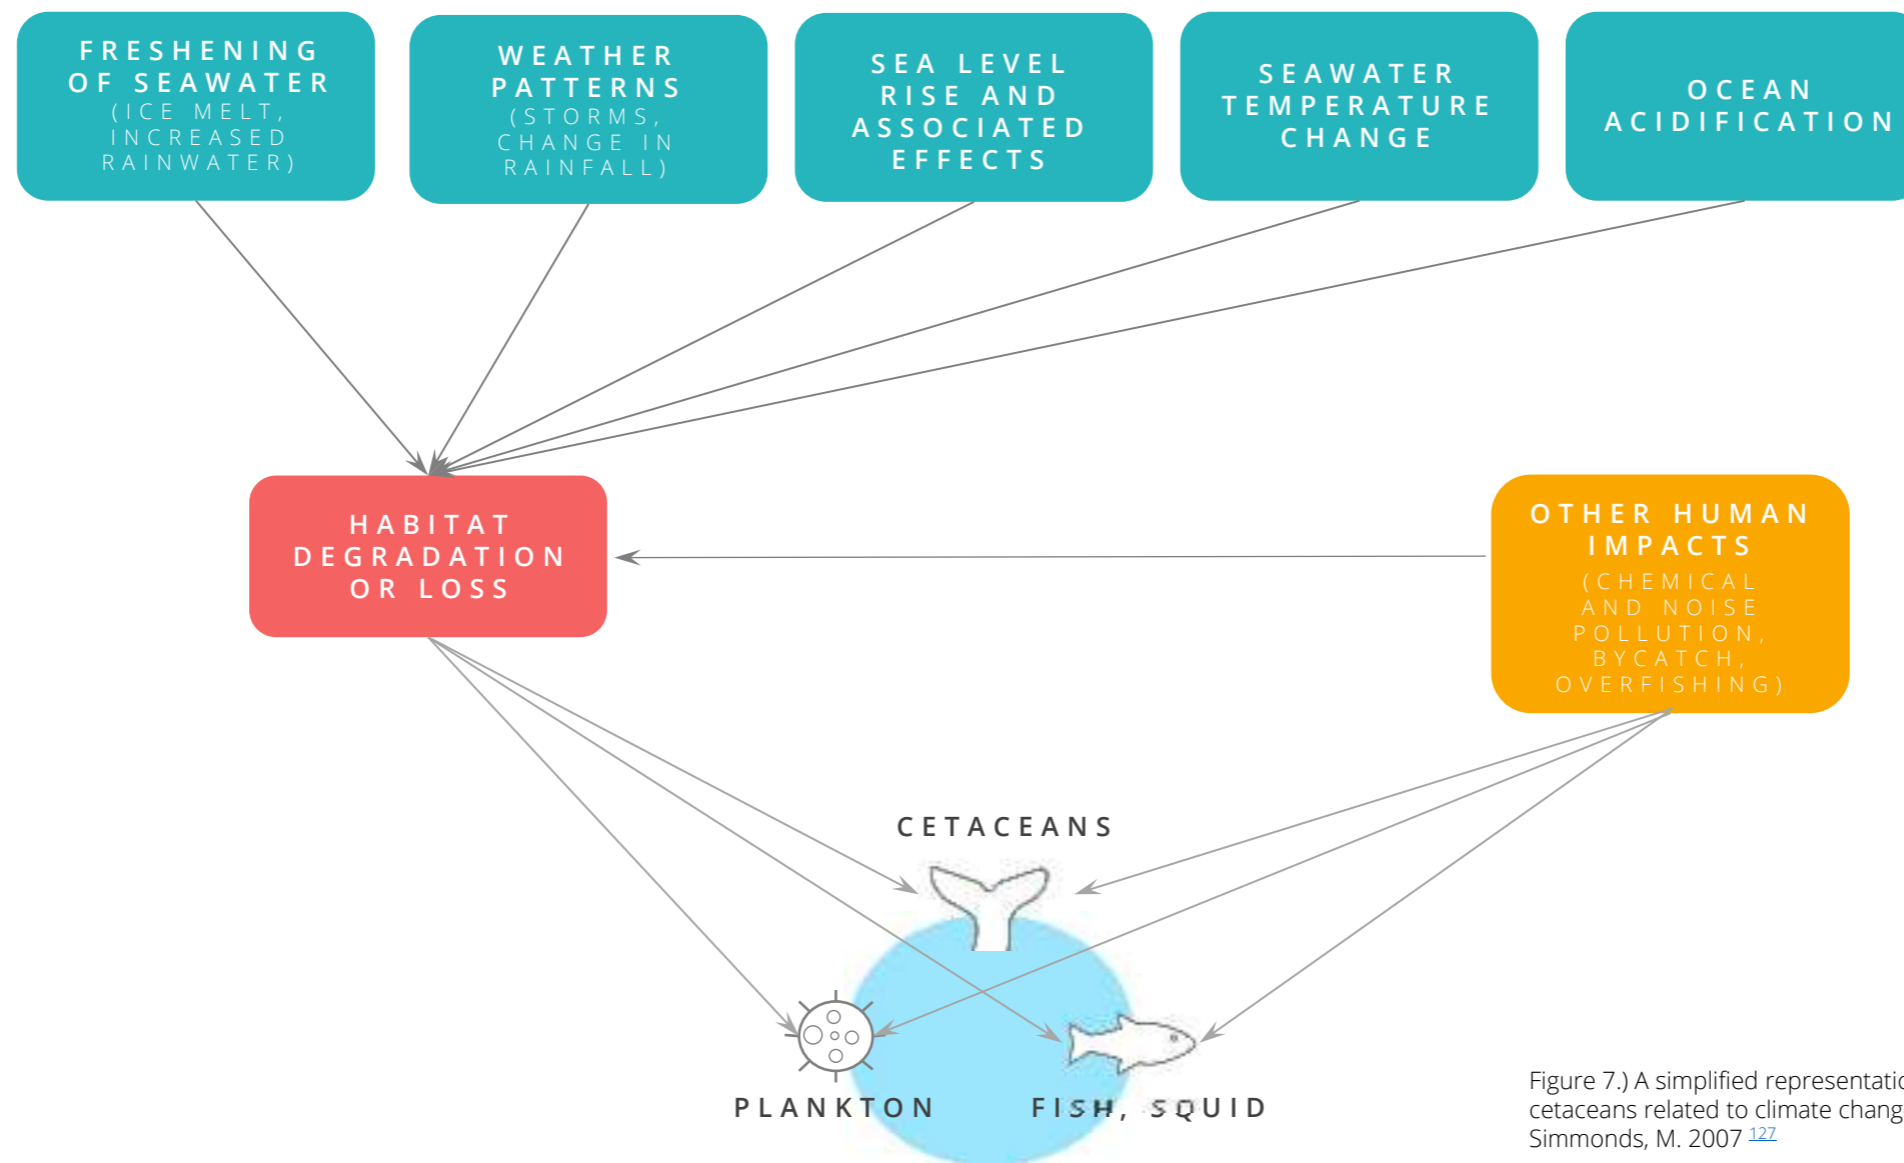 FRESHENING
OF SEAWATER
(ICE MELT,
INCREASED
RAINWATER)
WEATHER
PATTERNS
(STORMS,
CHANGE IN
RAINFALL)
SEA LEVEL
RISE AND
ASSOCIATED
EFFECTS
SEAWATER
TEMPERATURE
CHANGE
OCEAN
ACIDIFICATION
HABITAT
DEGRADATION
OR LOSS
OTHER HUMAN
IMPACTS
(CHEMICAL
AND NOISE
POLLUTION,
BYCATCH,
OVERFISHING)
CETACEANS
PLANKTON
FISH, SQUID
Figure 7.) A simplified
cetaceans related to climate
Simmonds, M. 2007 127